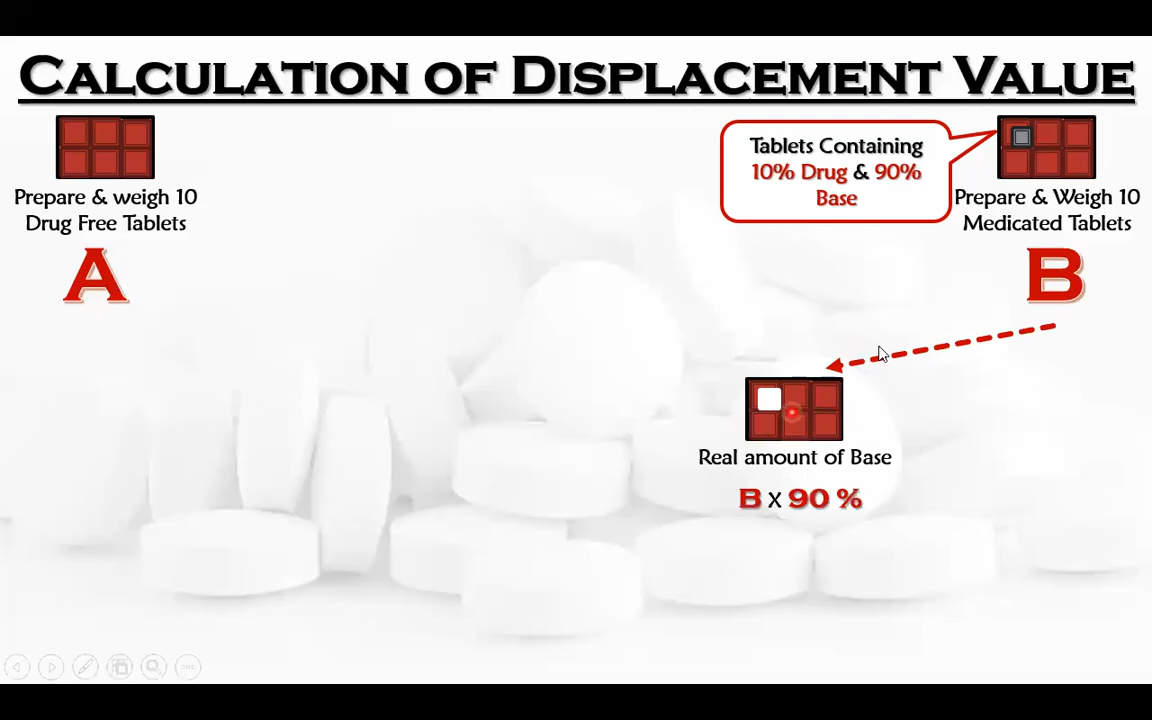 CALCULATION OF DISPLACEMENT VALUE
Prepare & weigh 10
Drug Free Tablets
A
Tablets Containing
10% Drug & 90%
Base
Prepare & Weigh 10
Medicated Tablets
B
Real amount of Base
B X 90 %